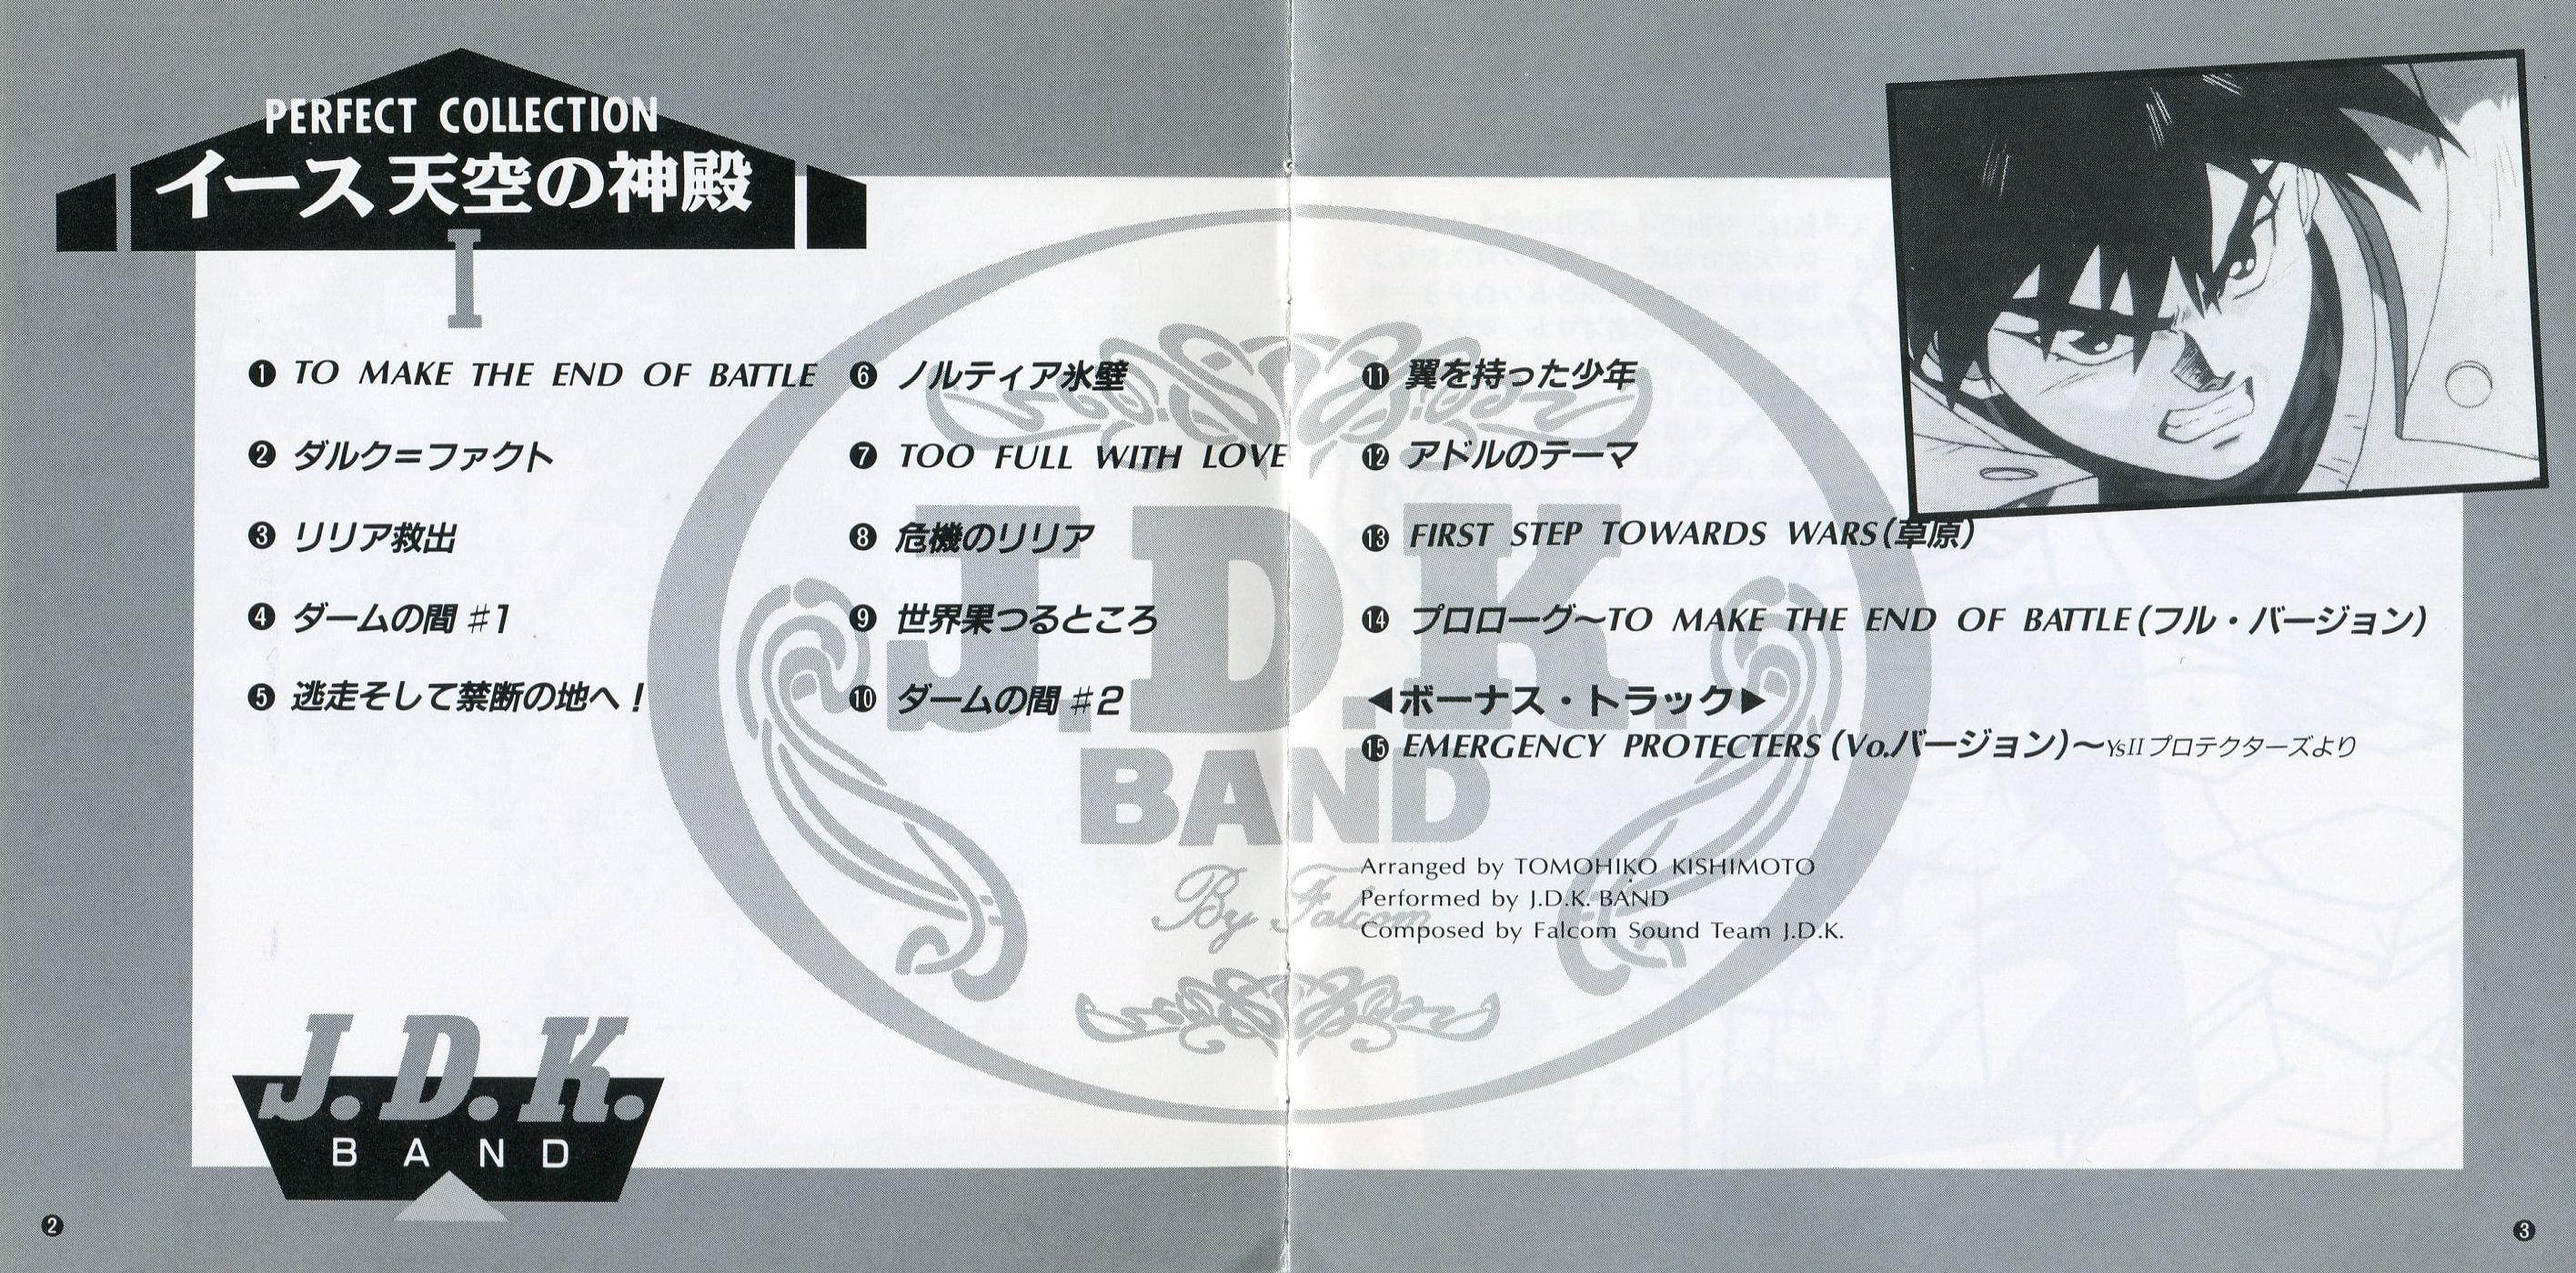 PERFECT COLLECTION
イース 天空の神殿
I
❶ TO MAKE THE END OF BATTLE
❷ ダルク=ファクト
❸ リリア救出
❹ ダームの間 #1
❺ 逃走そして禁断の地へ!
❻ ノルティア氷壁
❼ TOO FULL WITH LOVE
❽ 危機のリリア
❾ 世界果つるところ
❿ ダームの間 #2
⓫ 翼を持った少年
⓬ アドルのテーマ
⓭ FIRST STEP TOWARDS WARS(草原)
⓮ プロローグ〜TO MAKE THE END OF BATTLE(フル・バージョン)
◀ボーナス・トラック▶
⓯ EMERGENCY PROTECTERS(Vo.バージョン)〜YsIIプロテクターズより
Arranged by TOMOHIKO KISHIMOTO
Performed by J.D.K. BAND
Composed by Falcom Sound Team J.D.K.
J.D.K.
BAND
By Falcom
J.D.K.
BAND
❷
❸